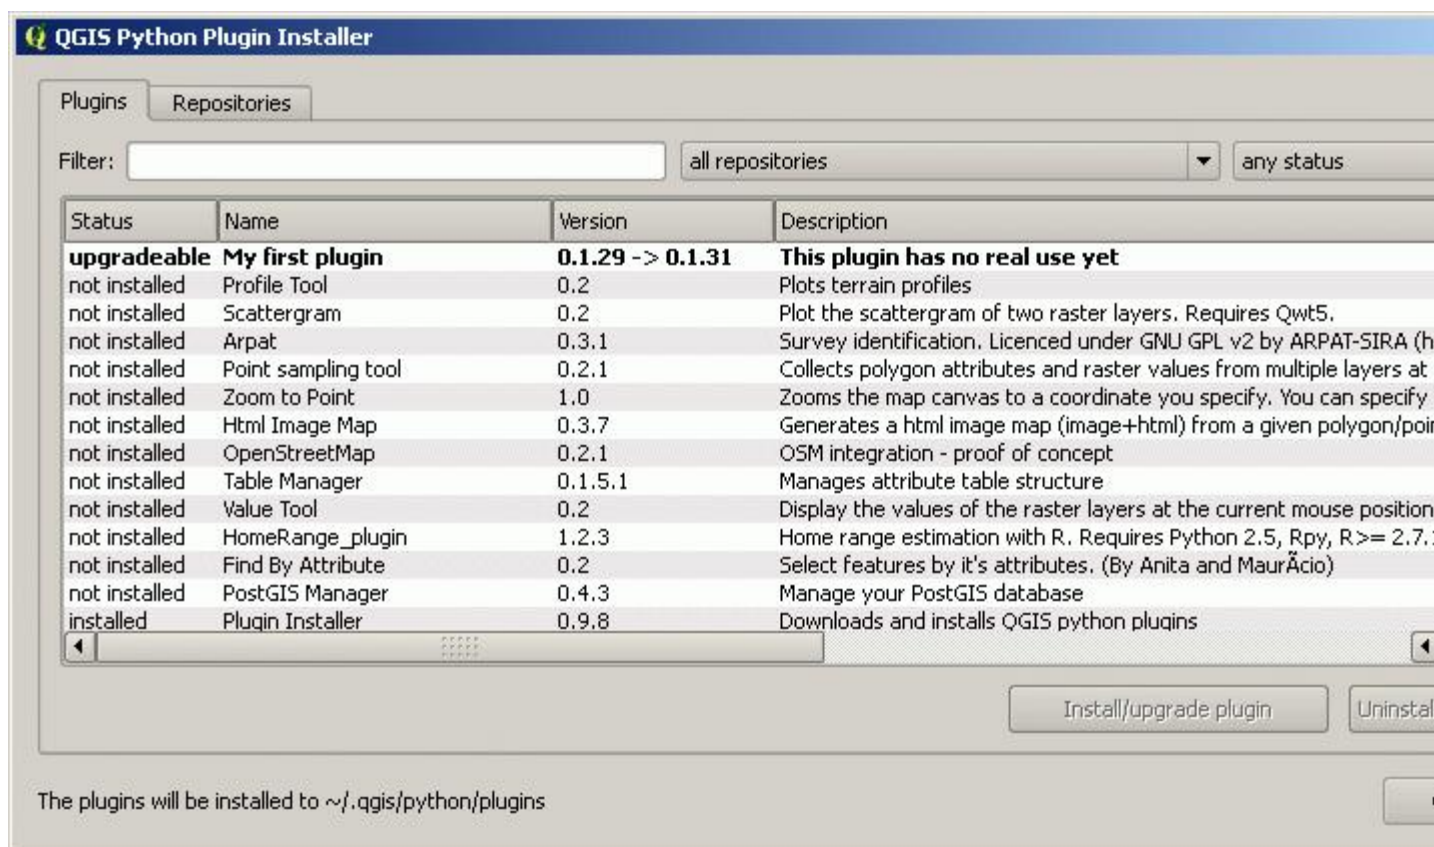 QGIS Python Plugin Installer
Plugins Repositories
Filter: all repositories any status
Status Name Version Description
upgradeable My first plugin 0.1.29 -> 0.1.31 This plugin has no real use yet
not installed Profile Tool 0.2 Plots terrain profiles
not installed Scattergram 0.2 Plot the scattergram of two raster layers. Requires Qwt5.
not installed Arpat 0.3.1 Survey identification. Licenced under GNU GPL v2 by ARPAT-SIRA (h
not installed Point sampling tool 0.2.1 Collects polygon attributes and raster values from multiple layers at
not installed Zoom to Point 1.0 Zooms the map canvas to a coordinate you specify. You can specify
not installed Html Image Map 0.3.7 Generates a html image map (image+html) from a given polygon/poi
not installed OpenStreetMap 0.2.1 OSM integration - proof of concept
not installed Table Manager 0.1.5.1 Manages attribute table structure
not installed Value Tool 0.2 Display the values of the raster layers at the current mouse position
not installed HomeRange_plugin 1.2.3 Home range estimation with R. Requires Python 2.5, Rpy, R>= 2.7.
not installed Find By Attribute 0.2 Select features by it's attributes. (By Anita and MaurÃcio)
not installed PostGIS Manager 0.4.3 Manage your PostGIS database
installed Plugin Installer 0.9.8 Downloads and installs QGIS python plugins
Install/upgrade plugin Uninstal
The plugins will be installed to ~/.qgis/python/plugins